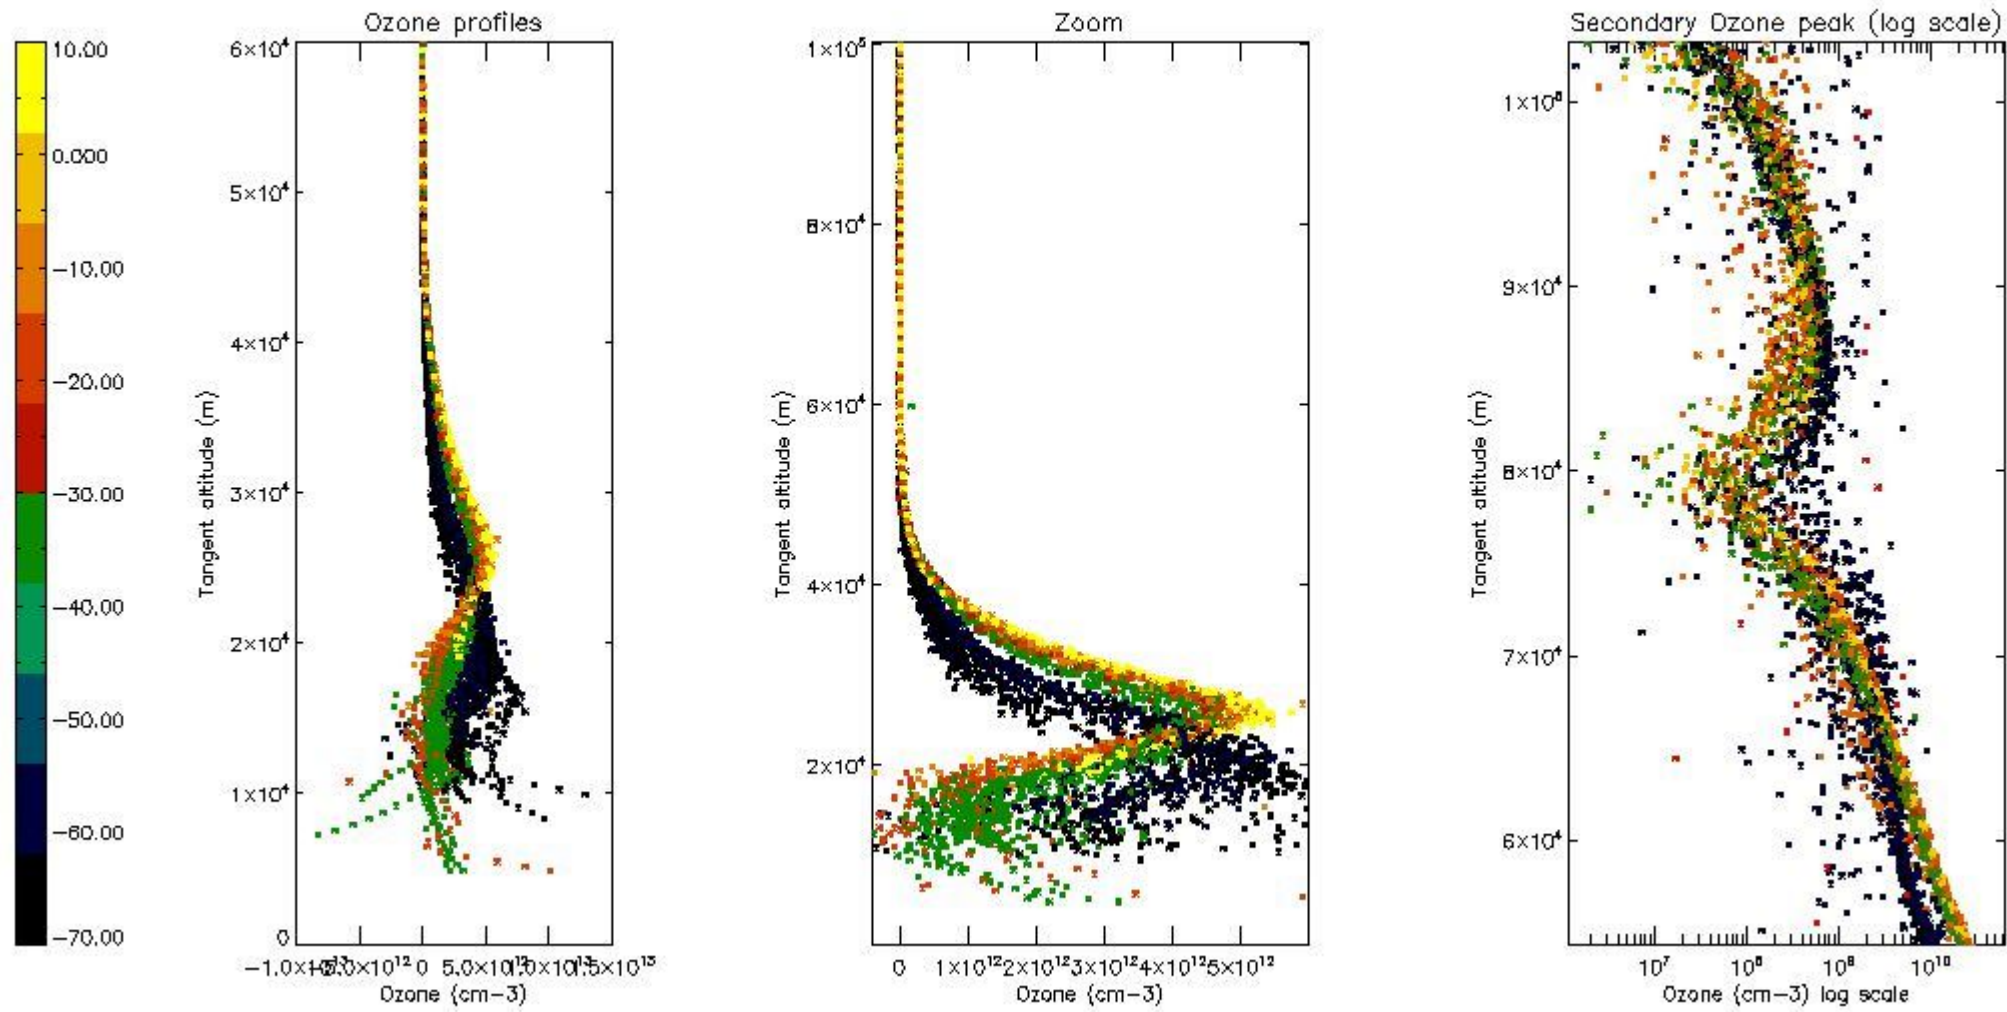 Ozone profiles
Zoom
Secondary Ozone peak (log scale)
10.00
0.000
−10.00
−20.00
−30.00
−40.00
−50.00
−60.00
−70.00
6×10⁴
5×10⁴
4×10⁴
3×10⁴
2×10⁴
1×10⁴
0
Tangent altitude (m)
0 5.0×10¹²
Ozone (cm−3)
1×10⁵
8×10⁴
6×10⁴
4×10⁴
2×10⁴
Tangent altitude (m)
0 1×10¹² 2×10¹² 3×10¹² 4×10¹² 5×10¹²
Ozone (cm−3)
9×10⁴
8×10⁴
7×10⁴
6×10⁴
Tangent altitude (m)
10⁷ 10⁸ 10⁹ 10¹⁰
Ozone (cm−3) log scale